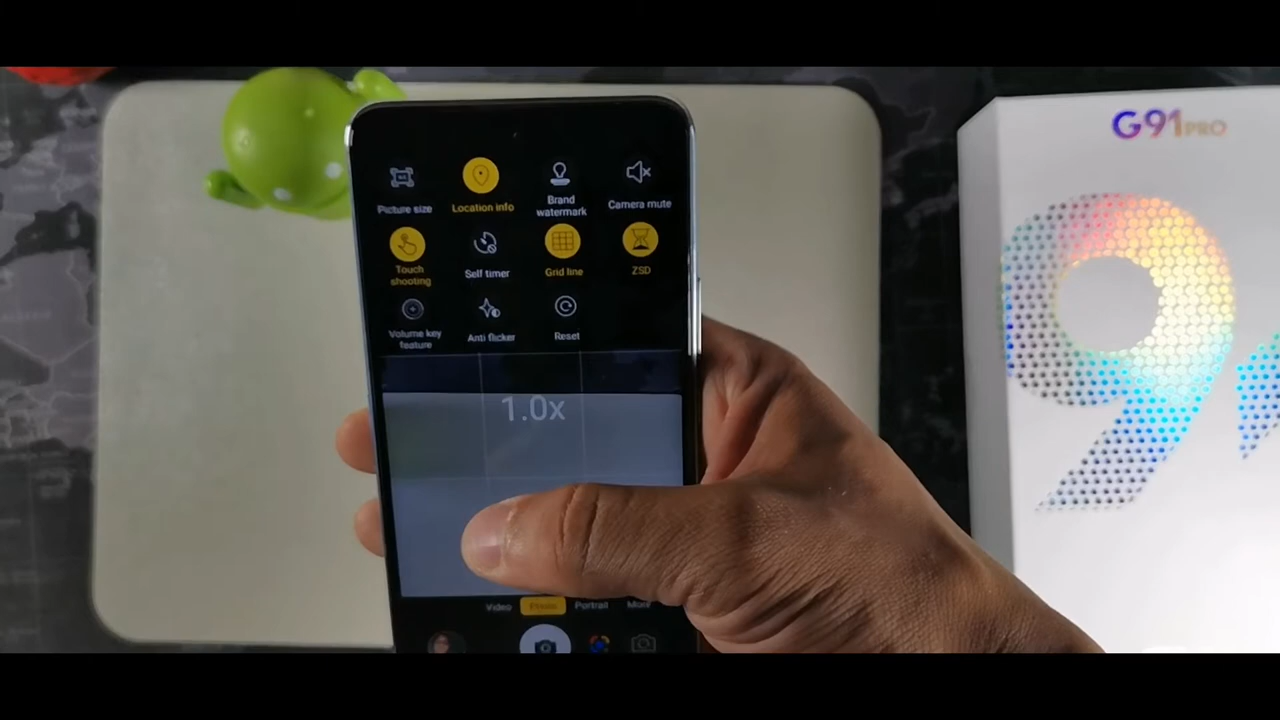 G91 PRO
91
Picture size
Location info
Brand
watermark
Camera mute
Touch
shooting
Self timer
Grid line
ZSD
Volume key
feature
Anti flicker
Reset
1.0x
Video
Photo
Portrait
More